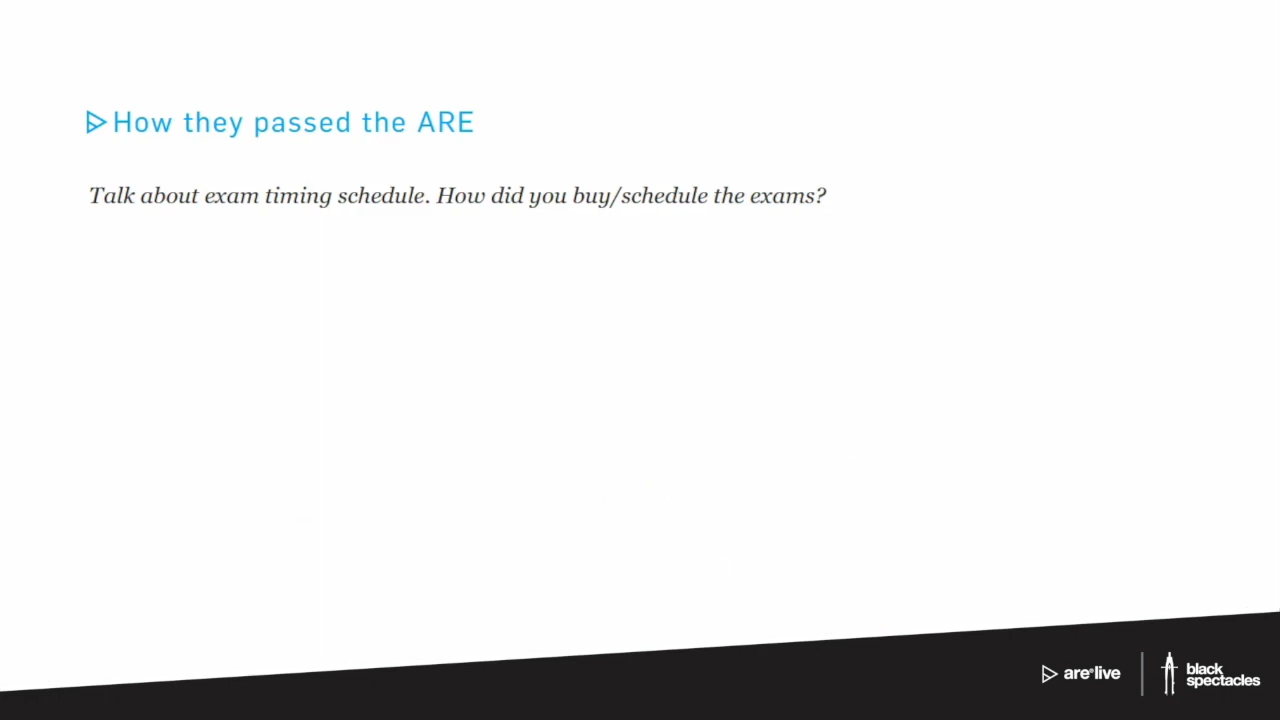 How they passed the ARE
Talk about exam timing schedule. How did you buy/schedule the exams?
are®live
black
spectacles